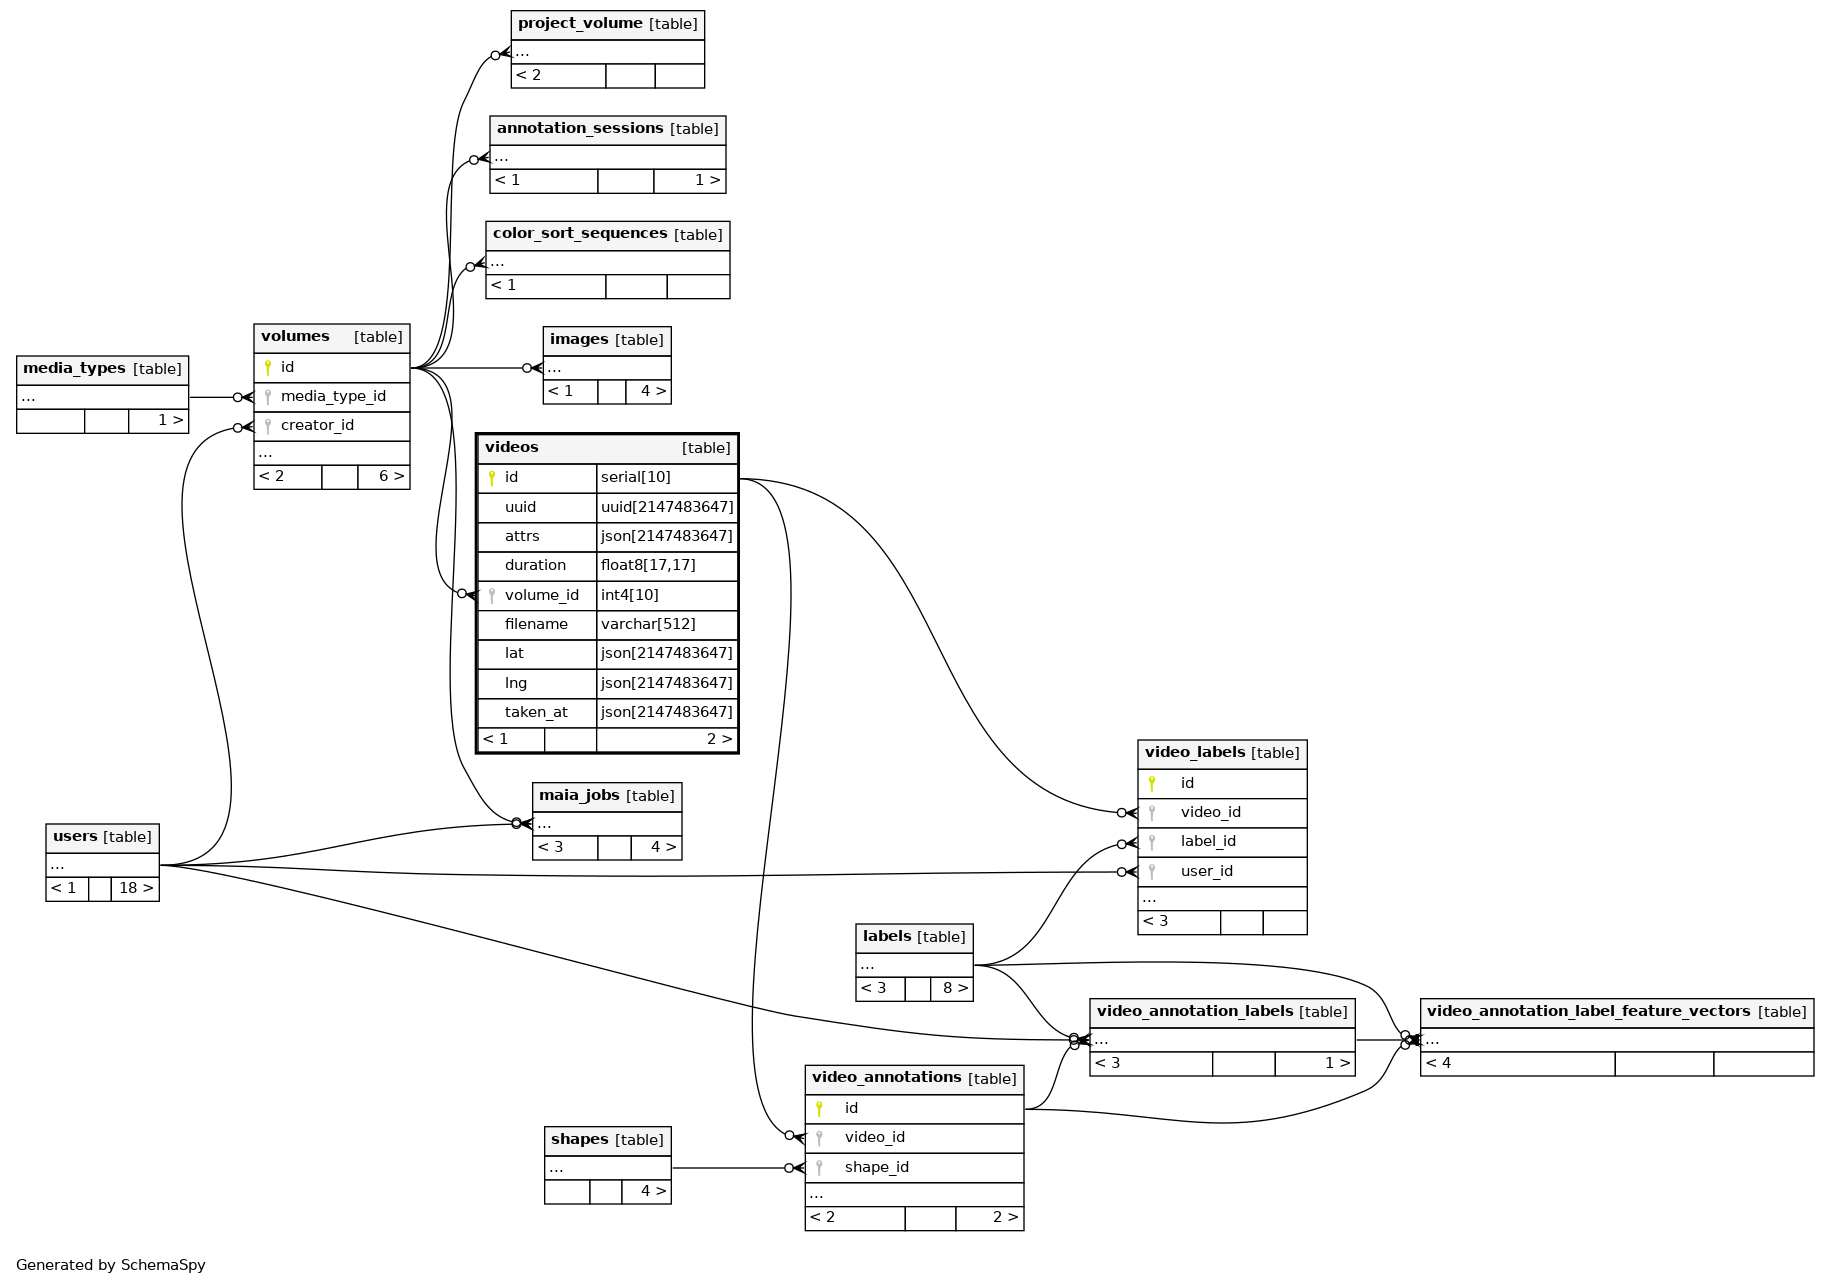 project_volume [table]
...
< 2
annotation_sessions [table]
...
< 1 1 >
color_sort_sequences [table]
...
< 1
volumes [table]
id
media_type_id
creator_id
...
< 2 6 >
media_types [table]
...
1 >
images [table]
...
< 1 4 >
videos [table]
id serial[10]
uuid uuid[2147483647]
attrs json[2147483647]
duration float8[17,17]
volume_id int4[10]
filename varchar[512]
lat json[2147483647]
lng json[2147483647]
taken_at json[2147483647]
< 1 2 >
maia_jobs [table]
...
< 3 4 >
users [table]
...
< 1 18 >
video_labels [table]
id
video_id
label_id
user_id
...
< 3
labels [table]
...
< 3 8 >
video_annotation_labels [table]
...
< 3 1 >
video_annotation_label_feature_vectors [table]
...
< 4
video_annotations [table]
id
video_id
shape_id
...
< 2 2 >
shapes [table]
...
4 >
Generated by SchemaSpy